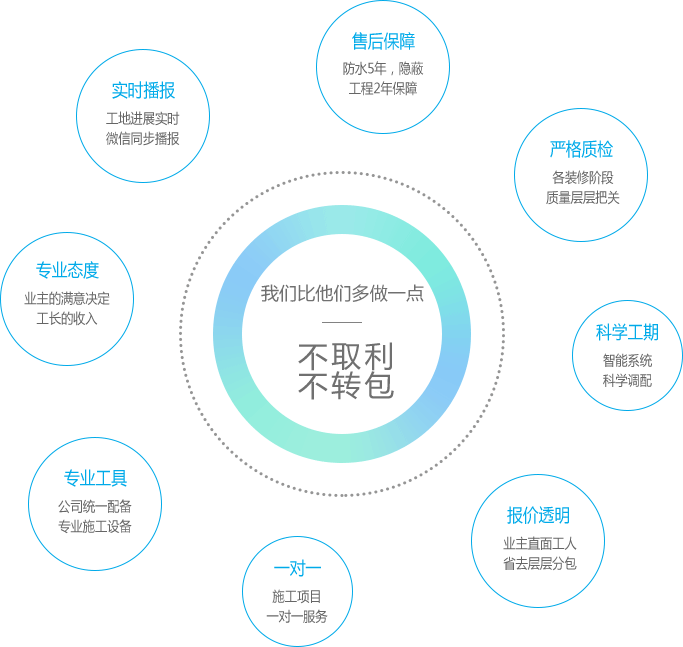 售后保障
防水5年，隐蔽
工程2年保障
实时播报
工地进展实时
微信同步播报
严格质检
各装修阶段
质量层层把关
专业态度
业主的满意决定
工长的收入
我们比他们多做一点
不取利
不转包
科学工期
智能系统
科学调配
专业工具
公司统一配备
专业施工设备
报价透明
业主直面工人
省去层层分包
一对一
施工项目
一对一服务